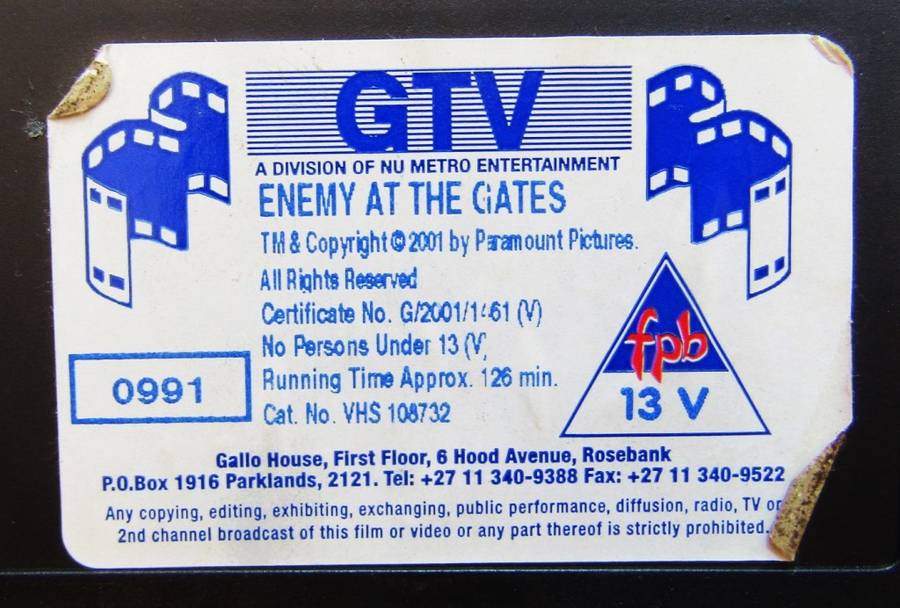 GTV
A DIVISION OF NU METRO ENTERTAINMENT
ENEMY AT THE GATES
TM & Copyright © 2001 by Paramount Pictures.
All Rights Reserved
Certificate No. G/2001/1461 (V)
No Persons Under 13 (V,
Running Time Approx. 126 min.
Cat. No. VHS 108732
0991
fpb
13 V
Gallo House, First Floor, 6 Hood Avenue, Rosebank
P.O.Box 1916 Parklands, 2121. Tel: +27 11 340-9388 Fax: +27 11 340-9522
Any copying, editing, exhibiting, exchanging, public performance, diffusion, radio, TV or
2nd channel broadcast of this film or video or any part thereof is strictly prohibited.